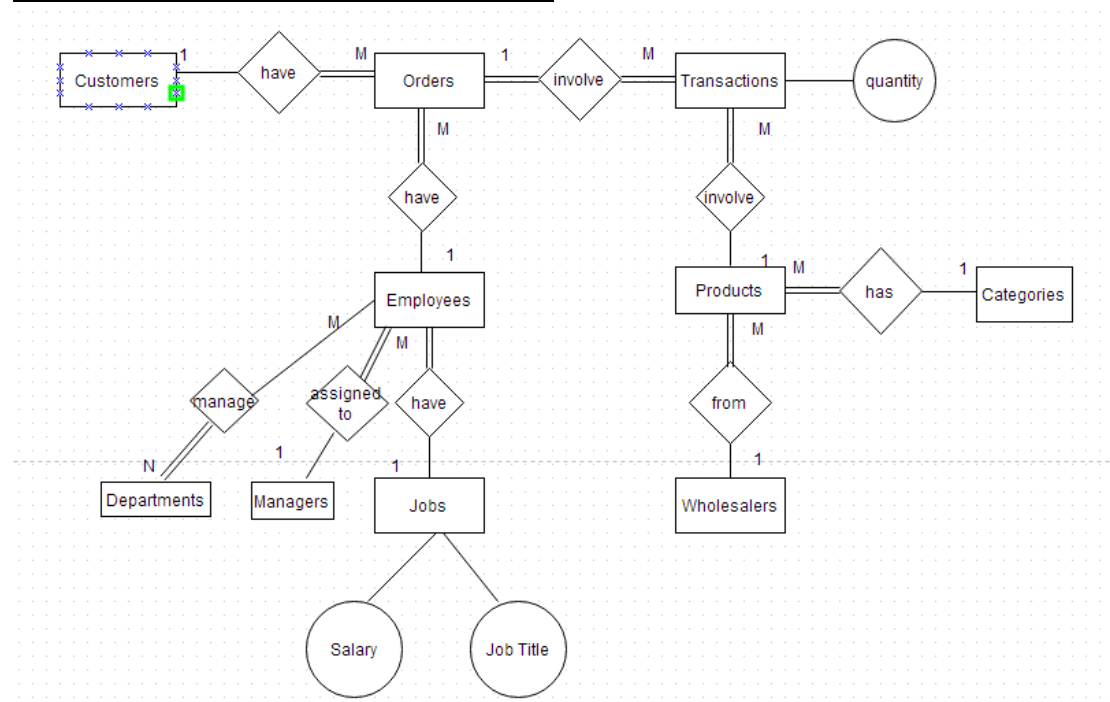 1
M
1
M
Customers
have
Orders
involve
Transactions
quantity
M
M
have
involve
1
1
M
1
Employees
Products
has
Categories
M
M
M
manage
assigned
to
have
from
N
1
1
1
Departments
Managers
Jobs
Wholesalers
Salary
Job Title